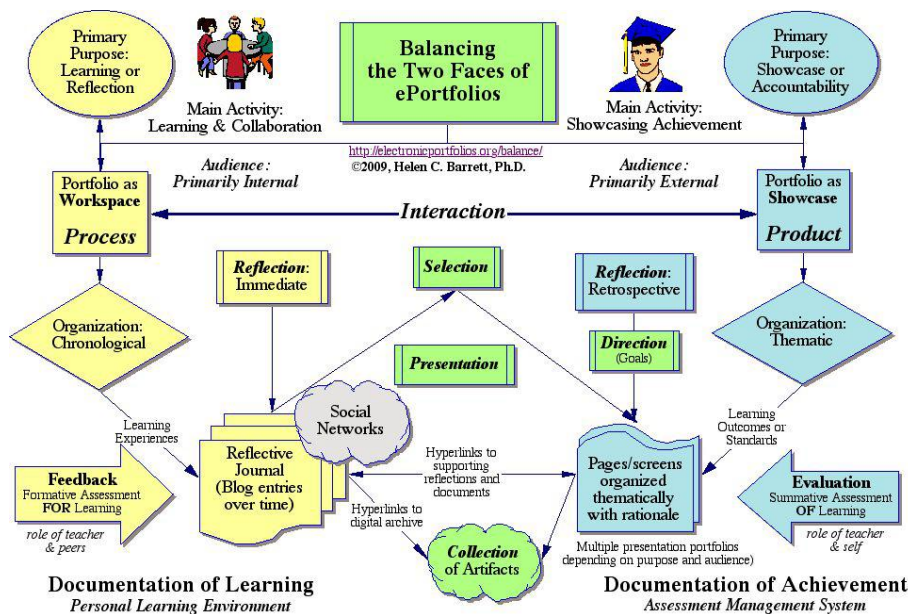 Primary
Purpose:
Learning or
Reflection
Main Activity:
Learning & Collaboration
Balancing
the Two Faces of
ePortfolios
Main Activity:
Showcasing Achievement
Primary
Purpose:
Showcase or
Accountability
http://electronicportfolios.org/balance/
©2009, Helen C. Barrett, Ph.D.
Audience:
Primarily Internal
Audience:
Primarily External
Portfolio as
Workspace
Process
Interaction
Portfolio as
Showcase
Product
Reflection:
Immediate
Selection
Reflection:
Retrospective
Organization:
Chronological
Direction
(Goals)
Organization:
Thematic
Presentation
Social
Networks
Learning
Experiences
Learning
Outcomes or
Standards
Feedback
Formative Assessment
FOR Learning
role of teacher
& peers
Reflective
Journal
(Blog entries
over time)
Hyperlinks to
supporting
reflections and
documents
Hyperlinks to
digital archive
Pages/screens
organized
thematically
with rationale
Evaluation
Summative Assessment
OF Learning
role of teacher &
self
Collection
of Artifacts
Multiple presentation portfolios
depending on purpose and audience)
Documentation of Learning
Personal Learning Environment
Documentation of Achievement
Assessment Management System